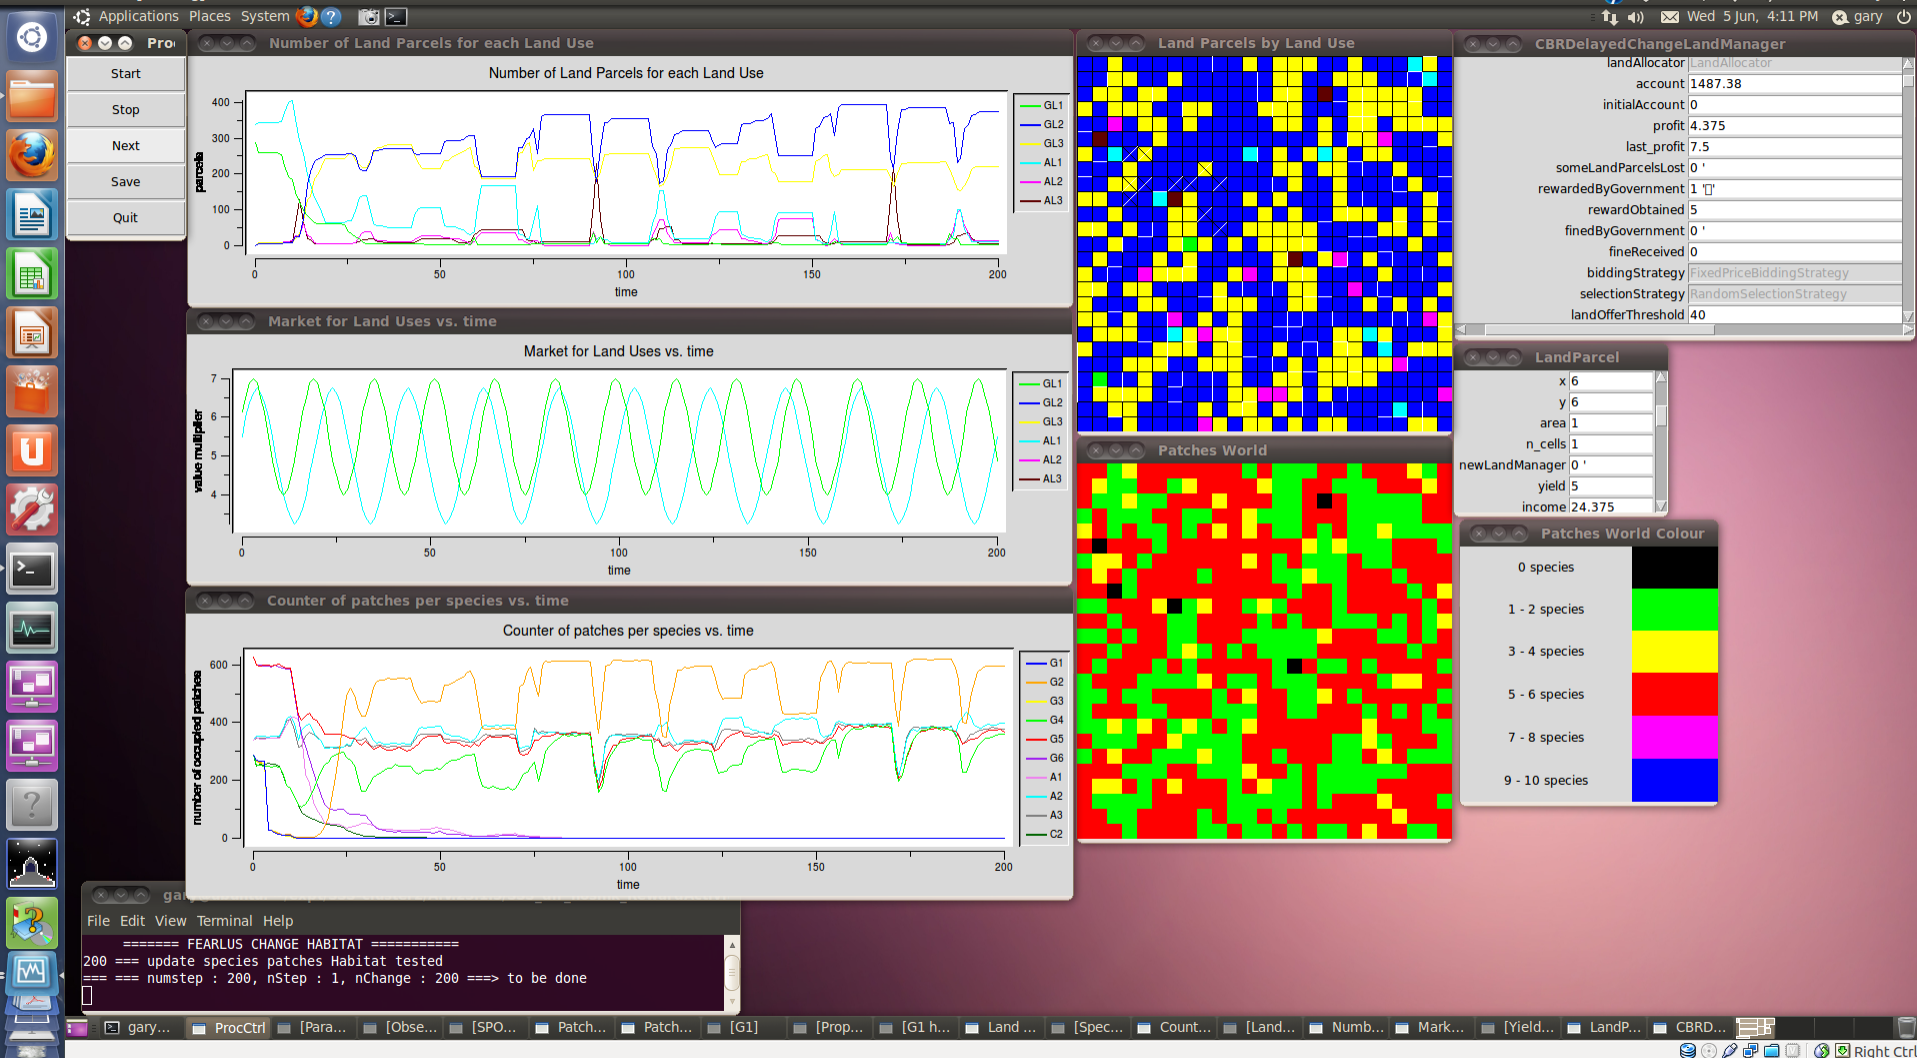 Applications Places System
Wed 5 Jun, 4:11 PM gary
Start
Stop
Next
Save
Quit
Number of Land Parcels for each Land Use
Number of Land Parcels for each Land Use
parcels
400
300
200
100
0
0 50 100 150 200
time
GL1
GL2
GL3
AL1
AL2
AL3
Market for Land Uses vs. time
Market for Land Uses vs. time
value multiplier
7
6
5
4
0 50 100 150 200
time
GL1
GL2
GL3
AL1
AL2
AL3
Counter of patches per species vs. time
Counter of patches per species vs. time
number of occupied patches
600
400
200
0
0 50 100 150 200
time
G1
G2
G3
G4
G5
G6
A1
A2
A3
C2
Land Parcels by Land Use
Patches World
CBRDelayedChangeLandManager
landAllocator LandAllocator
account 1487.38
initialAccount 0
profit 4.375
last_profit 7.5
someLandParcelsLost 0 '
rewardedByGovernment 1 '▯'
rewardObtained 5
finedByGovernment 0 '
fineReceived 0
biddingStrategy FixedPriceBiddingStrategy
selectionStrategy RandomSelectionStrategy
landOfferThreshold 40
LandParcel
x 6
y 6
area 1
n_cells 1
newLandManager 0 '
yield 5
income 24.375
Patches World Colour
0 species
1 - 2 species
3 - 4 species
5 - 6 species
7 - 8 species
9 - 10 species
File Edit View Terminal Help
======= FEARLUS CHANGE HABITAT ===========
200 === update species patches Habitat tested
=== === numstep : 200, nStep : 1, nChange : 200 ===> to be done
gary... ProcCtrl [Para... [Obse... [SPO... Patch... Patch... [G1] [Prop... [G1 h... Land ... [Spec... Count... [Land... Numb... Mark... [Yield... LandP... CBRD...
Right Ctrl